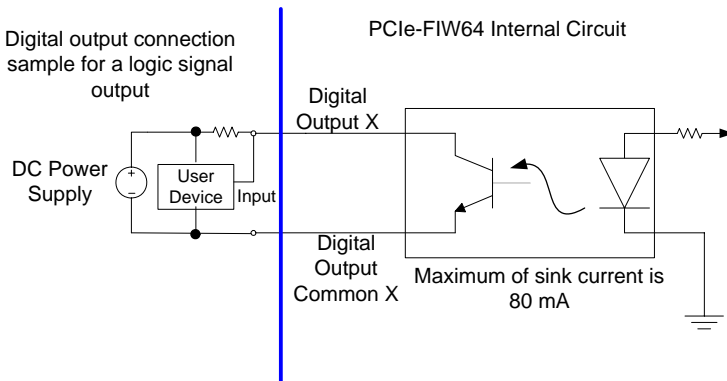 PCIe-FIW64 Internal Circuit
Digital output connection
sample for a logic signal
output
Digital
Output X
DC Power
Supply
+
−
User
Device
Input
Digital
Output
Common X
Maximum of sink current is
80 mA